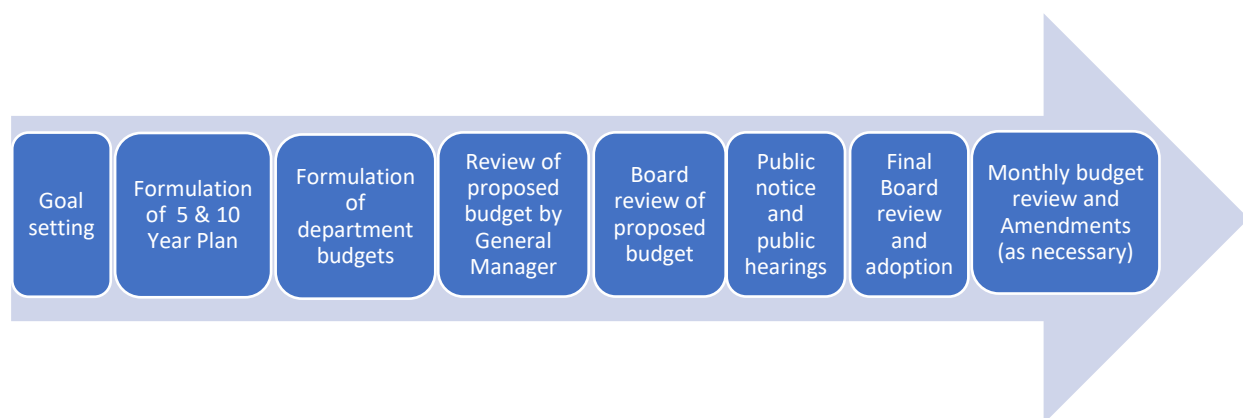 Goal
setting
Formulation
of 5 & 10
Year Plan
Formulation
of
department
budgets
Review of
proposed
budget by
General
Manager
Board
review of
proposed
budget
Public
notice
and
public
hearings
Final
Board
review
and
adoption
Monthly budget
review and
Amendments
(as necessary)